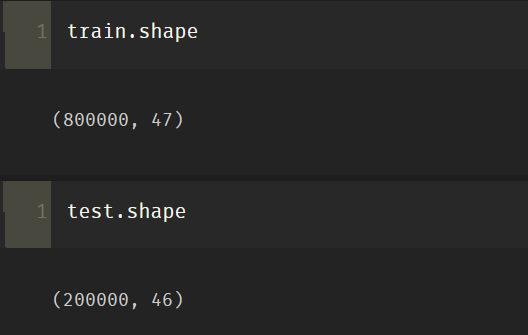 1 train.shape
(800000, 47)
1 test.shape
(200000, 46)